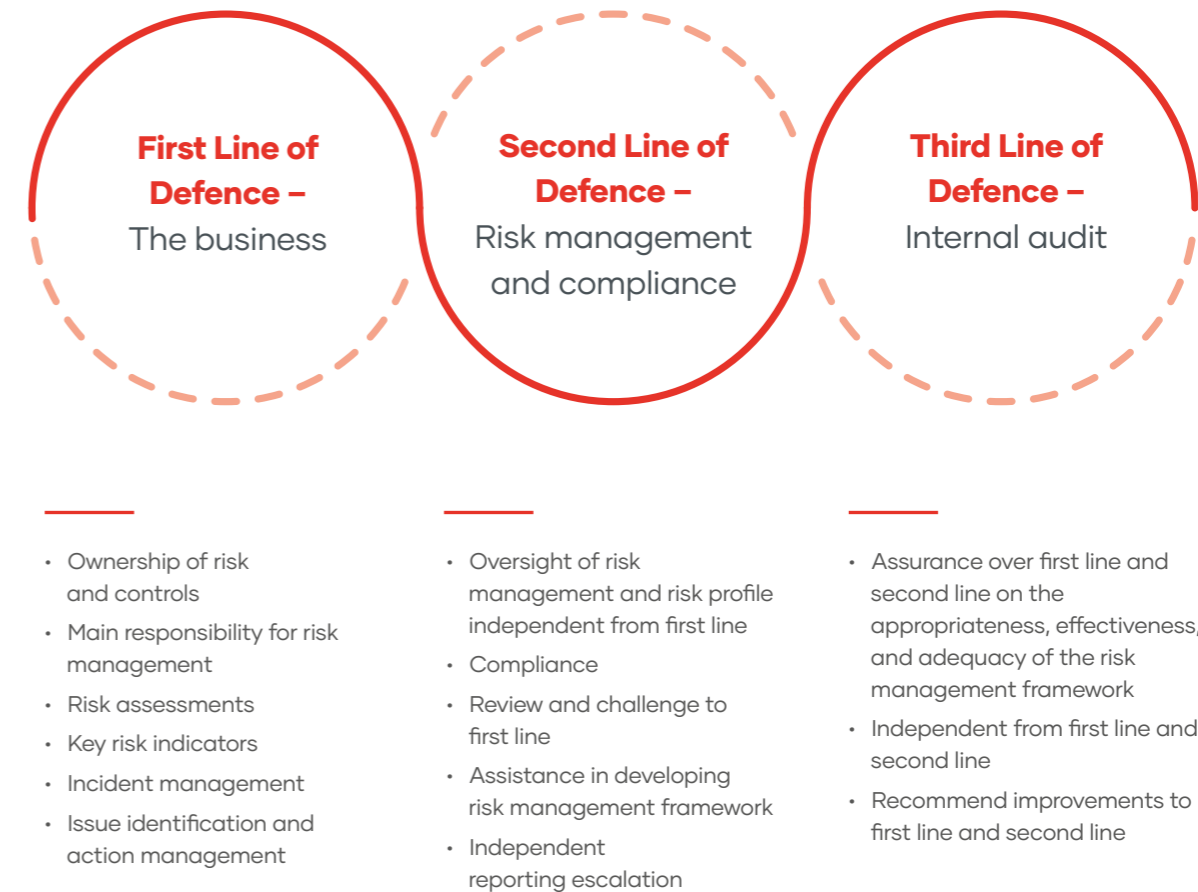 First Line of
Defence –
The business
Second Line of
Defence –
Risk management
and compliance
Third Line of
Defence –
Internal audit
• Ownership of risk
and controls
• Main responsibility for risk
management
• Risk assessments
• Key risk indicators
• Incident management
• Issue identification and
action management
• Oversight of risk
management and risk profile
independent from first line
• Compliance
• Review and challenge to
first line
• Assistance in developing
risk management framework
• Independent
reporting escalation
• Assurance over first line and
second line on the
appropriateness, effectiveness,
and adequacy of the risk
management framework
• Independent from first line and
second line
• Recommend improvements to
first line and second line